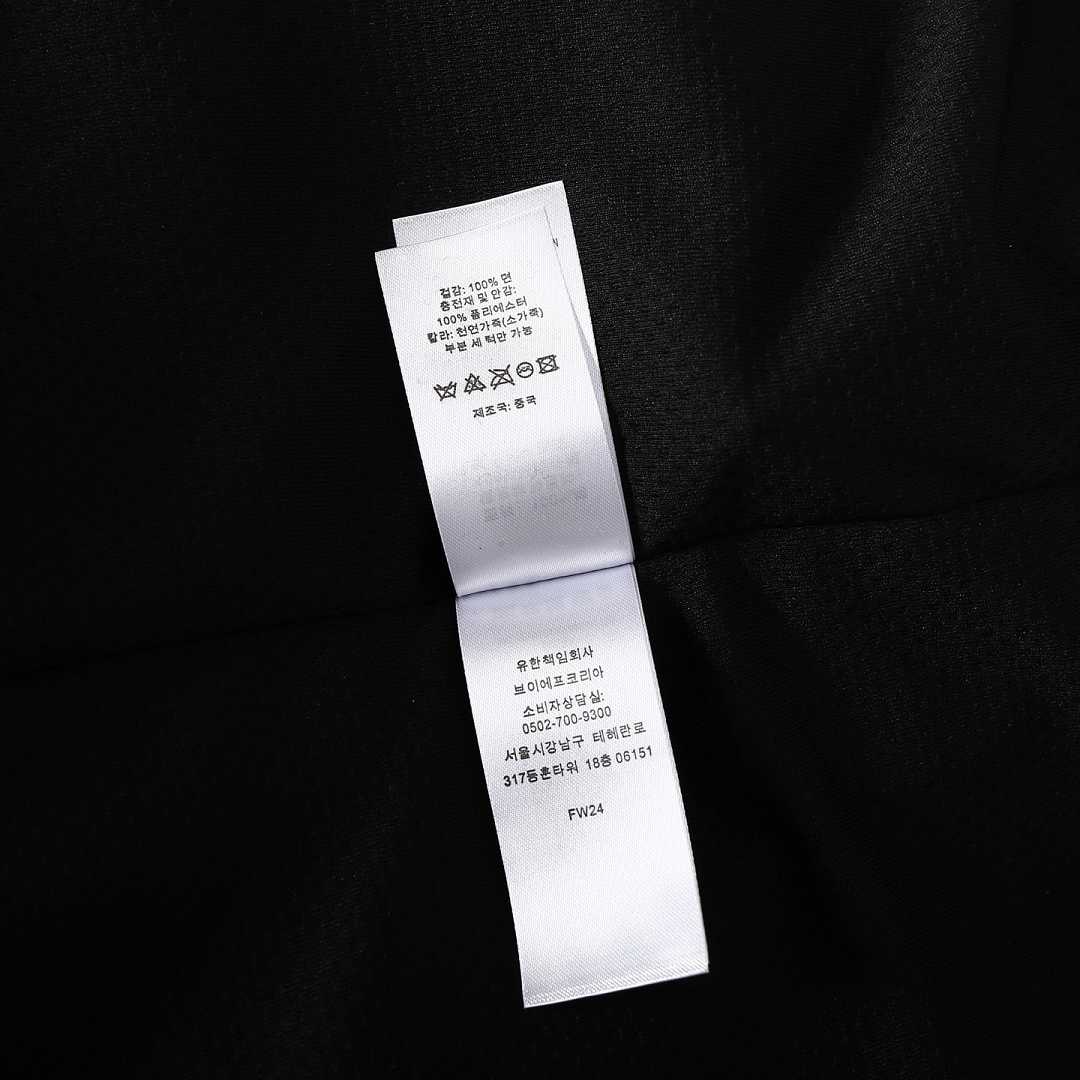 겉감: 100% 면
충전재 및 안감:
100% 폴리에스터
칼라: 천연가죽(소가죽)
부분 세 턱만 가능
제조국: 중국
유한책임회사
브이에프코리아
소비자상담실:
0502-700-9300
서울시강남구 테헤란로
317동훈타워 18층 06151
FW24